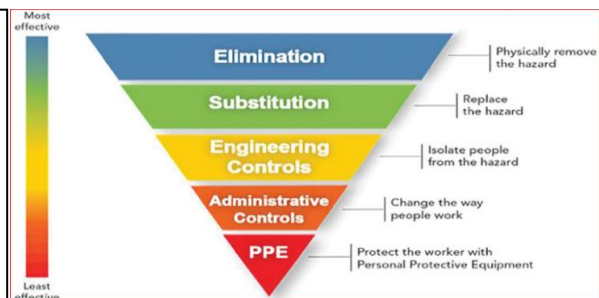 Most
effective
Elimination
Physically remove
the hazard
Substitution
Replace
the hazard
Engineering
Controls
Isolate people
from the hazard
Administrative
Controls
Change the way
people work
PPE
Protect the worker with
Personal Protective Equipment
Least
effective